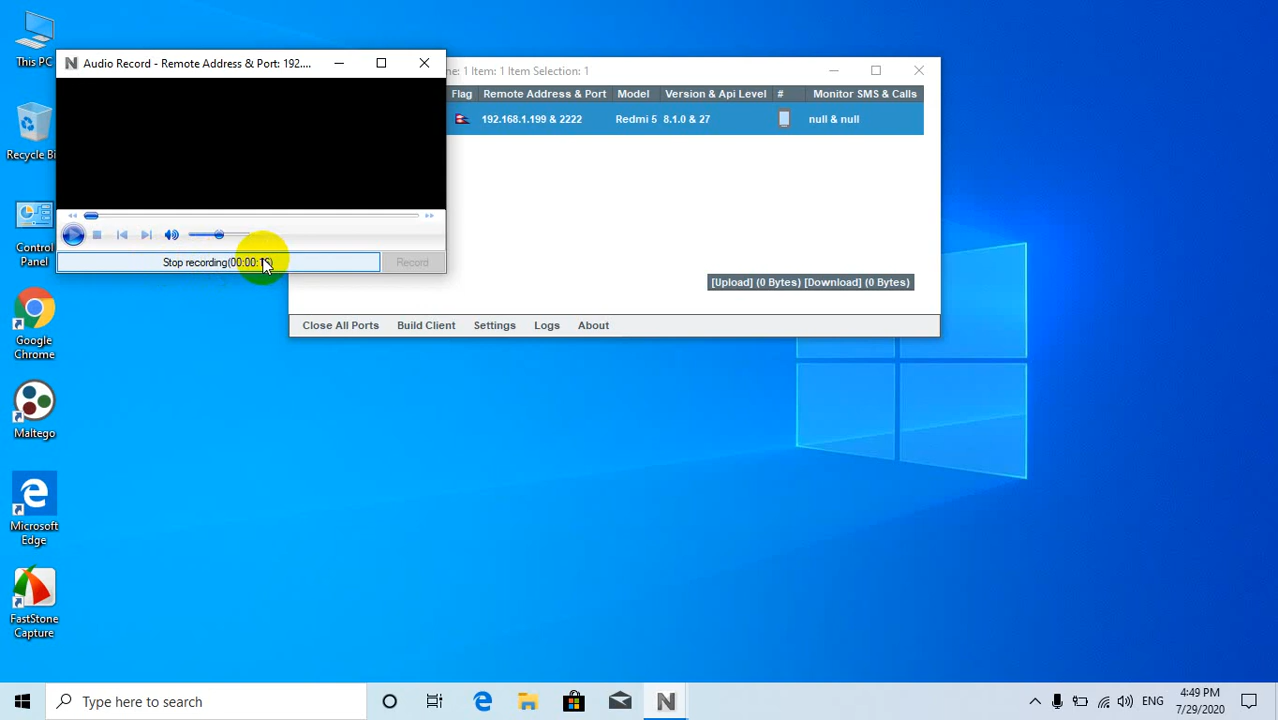 This PC
Recycle Bi
Control
Panel
Google
Chrome
Maltego
Microsoft
Edge
FastStone
Capture
Audio Record - Remote Address & Port: 192....
Stop recording(00:00:
Record
ne: 1 Item: 1 Item Selection: 1
Flag Remote Address & Port Model Version & Api Level # Monitor SMS & Calls
192.168.1.199 & 2222 Redmi 5 8.1.0 & 27 null & null
[Upload] (0 Bytes) [Download] (0 Bytes)
Close All Ports Build Client Settings Logs About
Type here to search
ENG
4:49 PM
7/29/2020